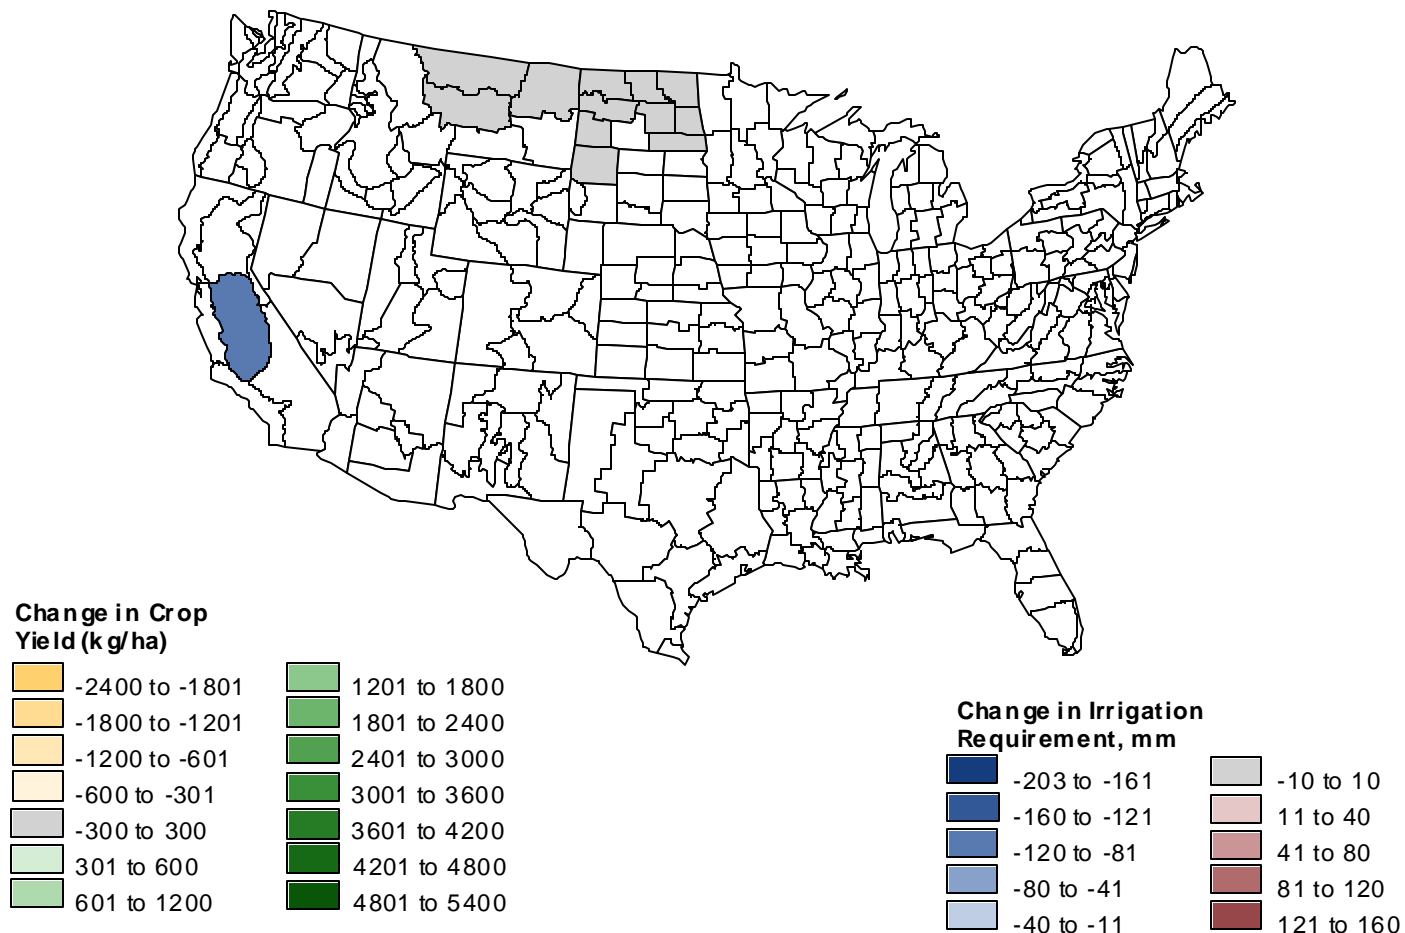 Change in Crop
Yield (kg/ha)
-2400 to -1801
-1800 to -1201
-1200 to -601
-600 to -301
-300 to 300
301 to 600
601 to 1200
1201 to 1800
1801 to 2400
2401 to 3000
3001 to 3600
3601 to 4200
4201 to 4800
4801 to 5400
Change in Irrigation
Requirement, mm
-203 to -161
-160 to -121
-120 to -81
-80 to -41
-40 to -11
-10 to 10
11 to 40
41 to 80
81 to 120
121 to 160